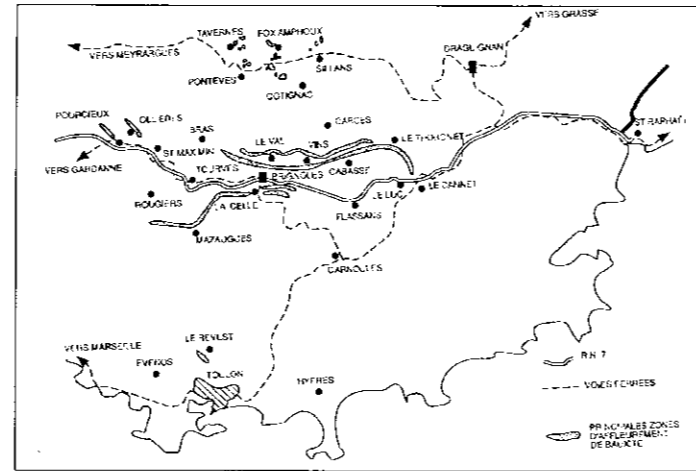 VERS GRASSE
TAVERNES
FOX AMPHOUX
VERS MEYRARGUES
DRAGUIGNAN
SILLANS
PONTEVES
COTIGNAC
POURCIEUX
OLLIERES
BRAS
CARCES
ST RAPHAËL
LE VAL
VINS
LE THORONET
ST MAXIMIN
VERS GARDANNE
TOURVES
BRIGNOLES
CABASSE
ROUGIERS
LA CELLE
LE LUC
LE CANNET
FLASSANS
MAZAUGUES
CARNOULES
VERS MARSEILLE
LE REVEST
EVENOS
TOULON
HYERES
R.N. 7
VOIES FERREES
PRINCIPALES ZONES
D'AFFLEUREMENT
DE BAUXITE